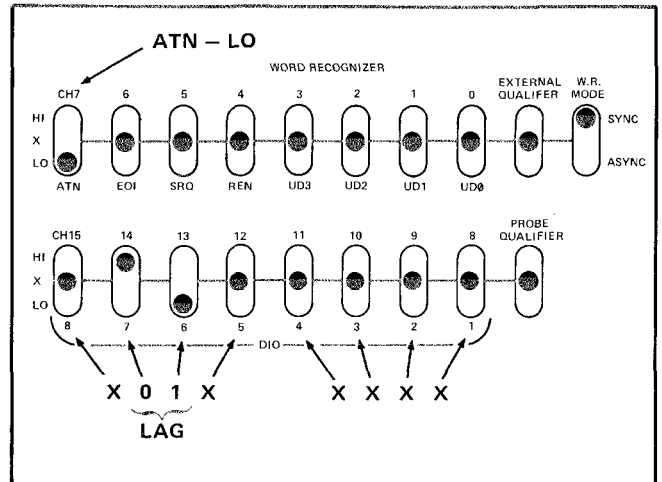 ATN – LO
WORD RECOGNIZER
CH7 6 5 4 3 2 1 0 EXTERNAL QUALIFER W.R. MODE
HI
X
LO
SYNC
ASYNC
ATN EOI SRQ REN UD3 UD2 UD1 UD0
CH15 14 13 12 11 10 9 8 PROBE QUALIFIER
HI
X
LO
8 7 6 5 4 3 2 1
DIO
X 0 1 X X X X X
LAG